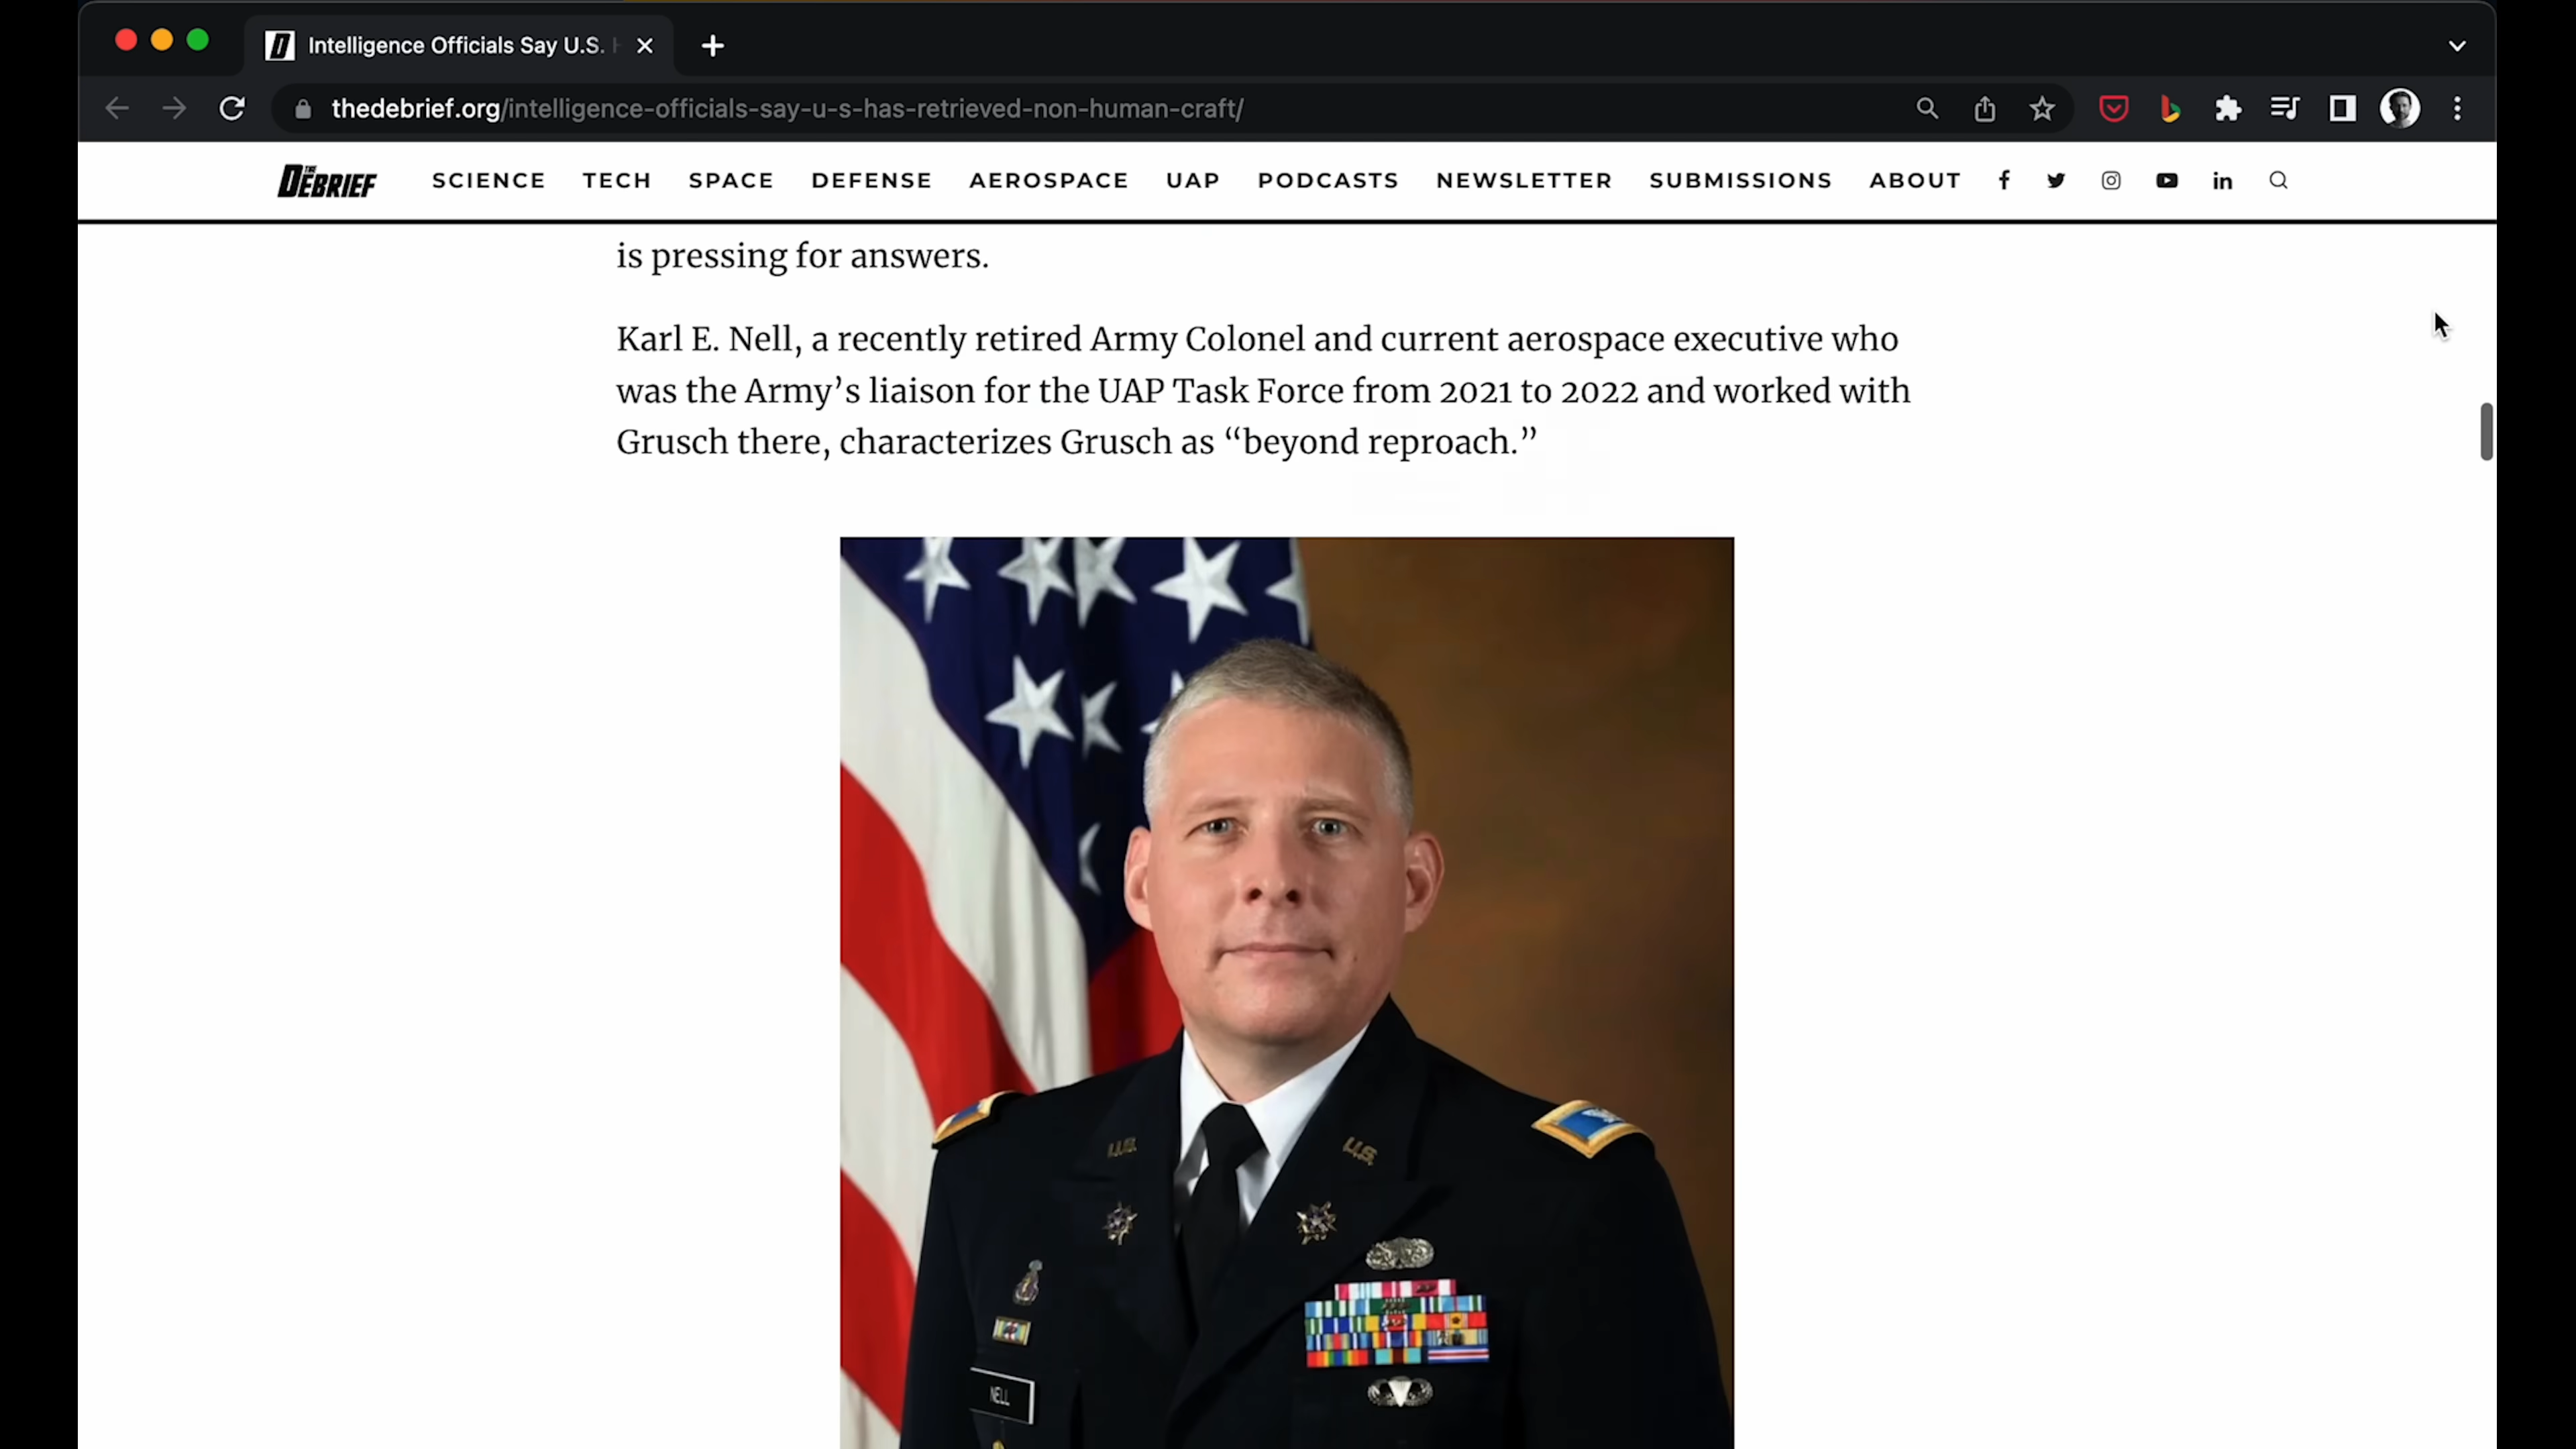 Intelligence Officials Say U.S.
thedebrief.org/intelligence-officials-say-u-s-has-retrieved-non-human-craft/
THE DEBRIEF
SCIENCE TECH SPACE DEFENSE AEROSPACE UAP PODCASTS NEWSLETTER SUBMISSIONS ABOUT
is pressing for answers.
Karl E. Nell, a recently retired Army Colonel and current aerospace executive who
was the Army’s liaison for the UAP Task Force from 2021 to 2022 and worked with
Grusch there, characterizes Grusch as “beyond reproach.”
U.S.
U.S.
NELL